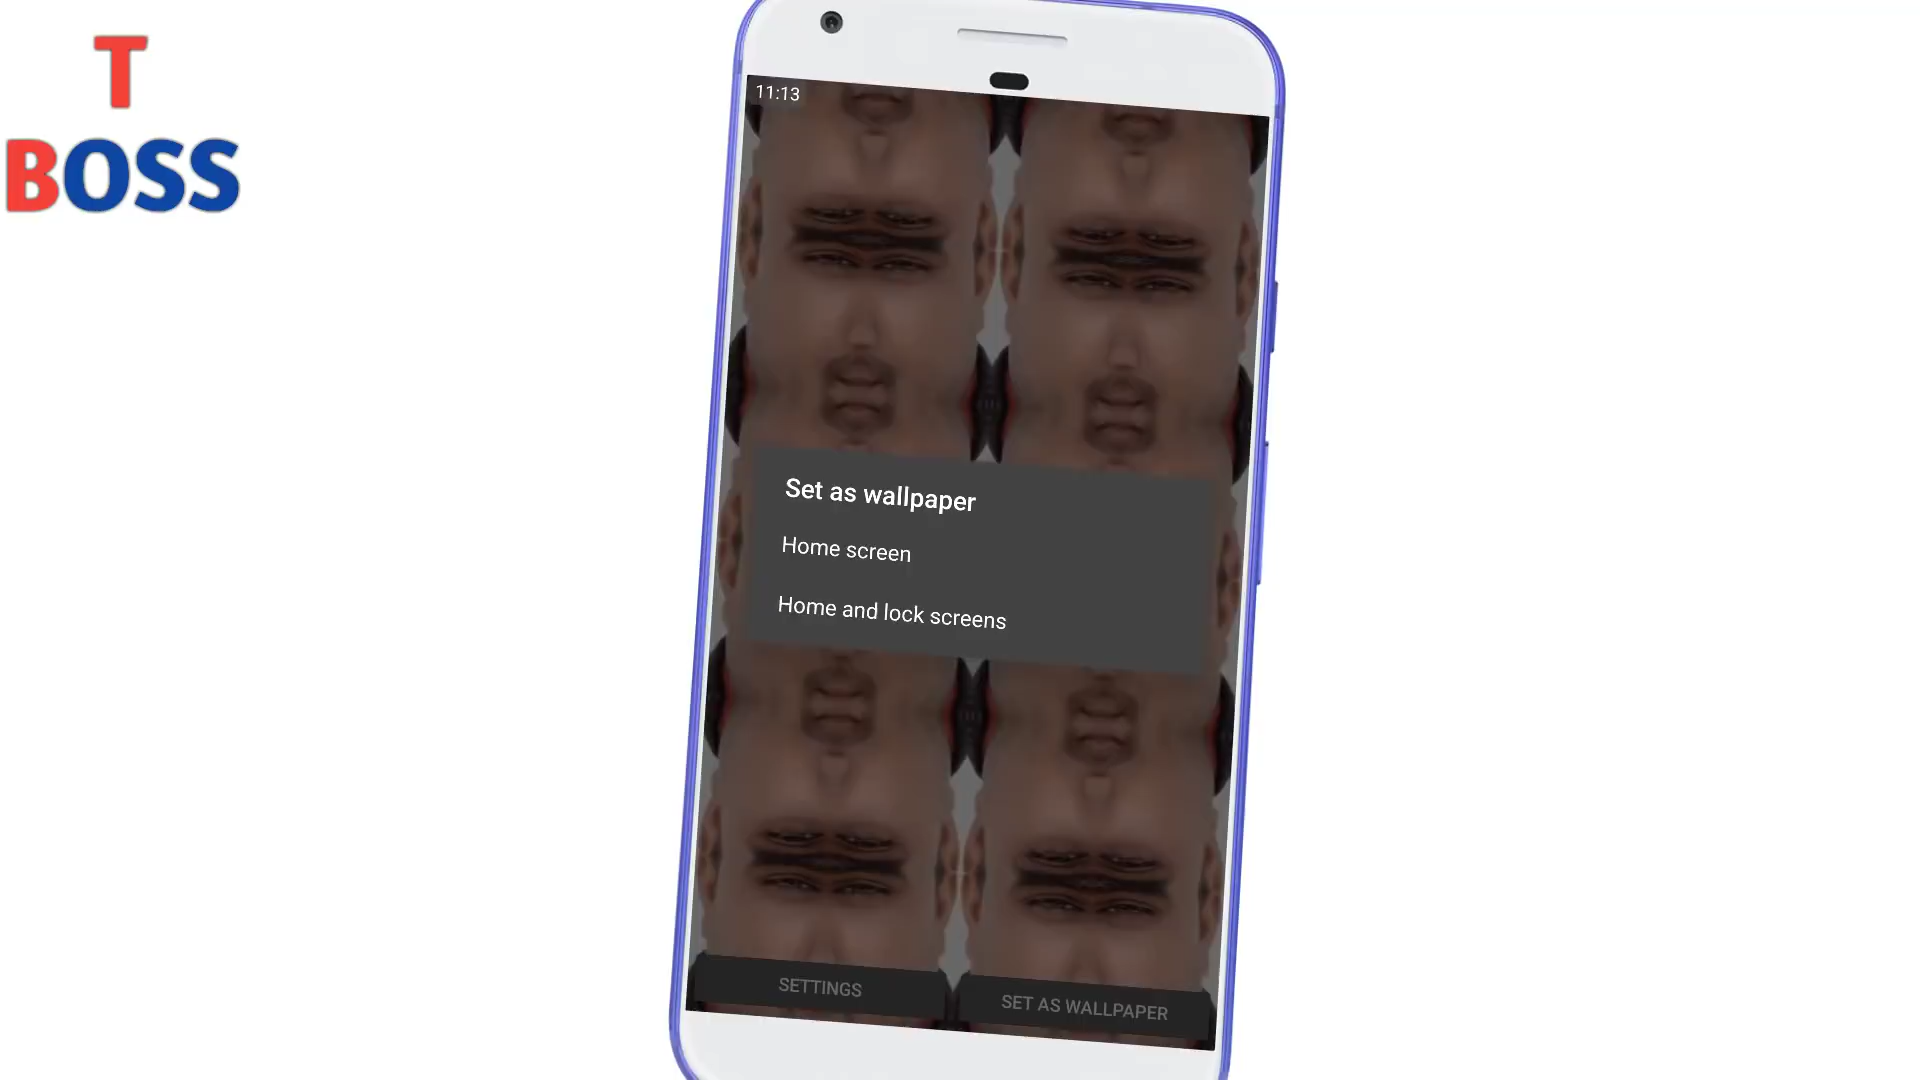 T
BOSS
11:13
Set as wallpaper
Home screen
Home and lock screens
SETTINGS
SET AS WALLPAPER